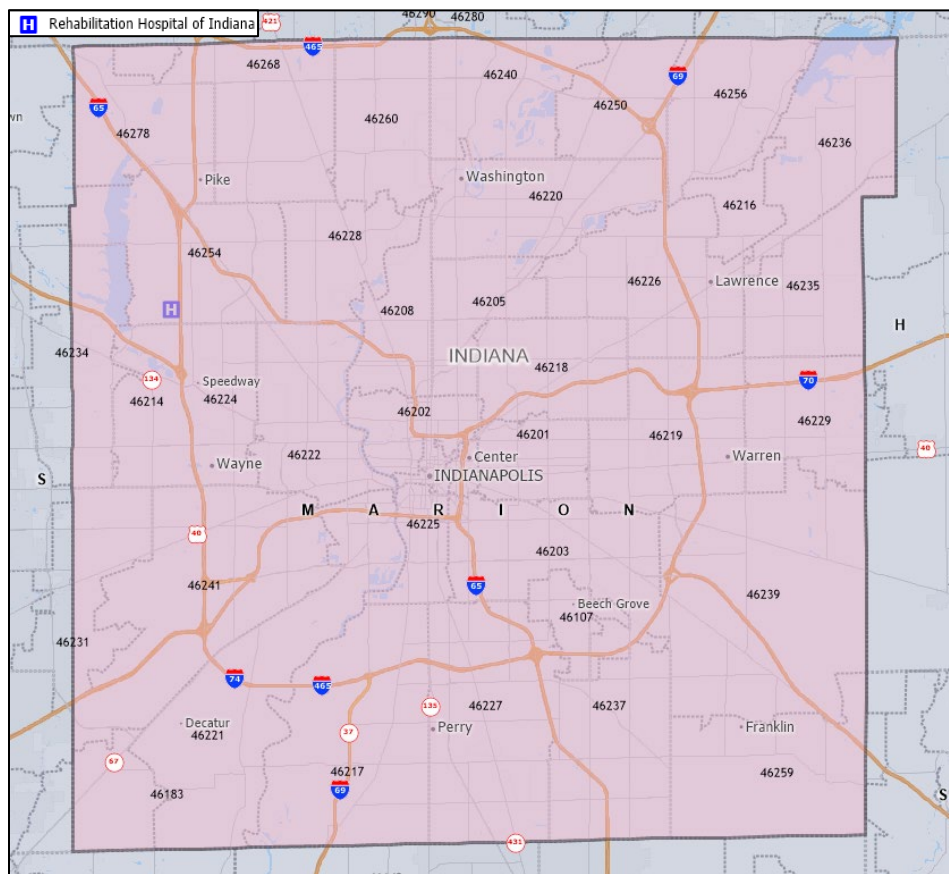 H Rehabilitation Hospital of Indiana
421
46290
46280
465
46268
46240
69
65
46250
46256
46260
wn
46278
46236
Pike
Washington
46220
46216
46228
46254
46226
Lawrence
46235
46205
46208
H
H
46234
INDIANA
46218
134
Speedway
70
46214
46224
46202
46229
46201
46219
40
46222
Center
Warren
Wayne
S
INDIANAPOLIS
M A R I O N
46225
40
46203
46241
65
Beech Grove
46239
46107
46231
74
465
135
46227
46237
Decatur
Perry
Franklin
46221
37
67
46217
46259
46183
69
S
431